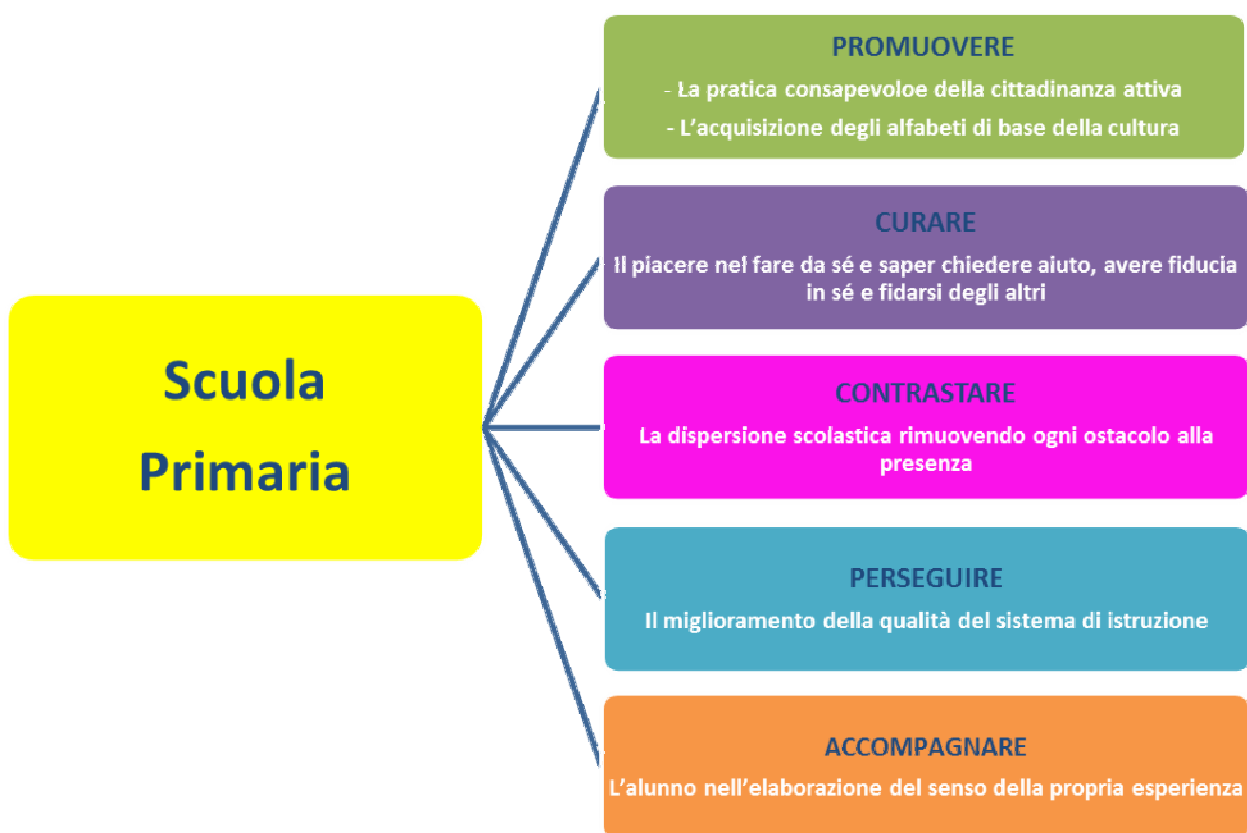 Scuola
Primaria
PROMUOVERE
- La pratica consapevoloe della cittadinanza attiva
- L'acquisizione degli alfabeti di base della cultura
CURARE
Il piacere nel fare da sé e saper chiedere aiuto, avere fiducia
in sé e fidarsi degli altri
CONTRASTARE
La dispersione scolastica rimuovendo ogni ostacolo alla
presenza
PERSEGUIRE
Il miglioramento della qualità del sistema di istruzione
ACCOMPAGNARE
L'alunno nell'elaborazione del senso della propria esperienza